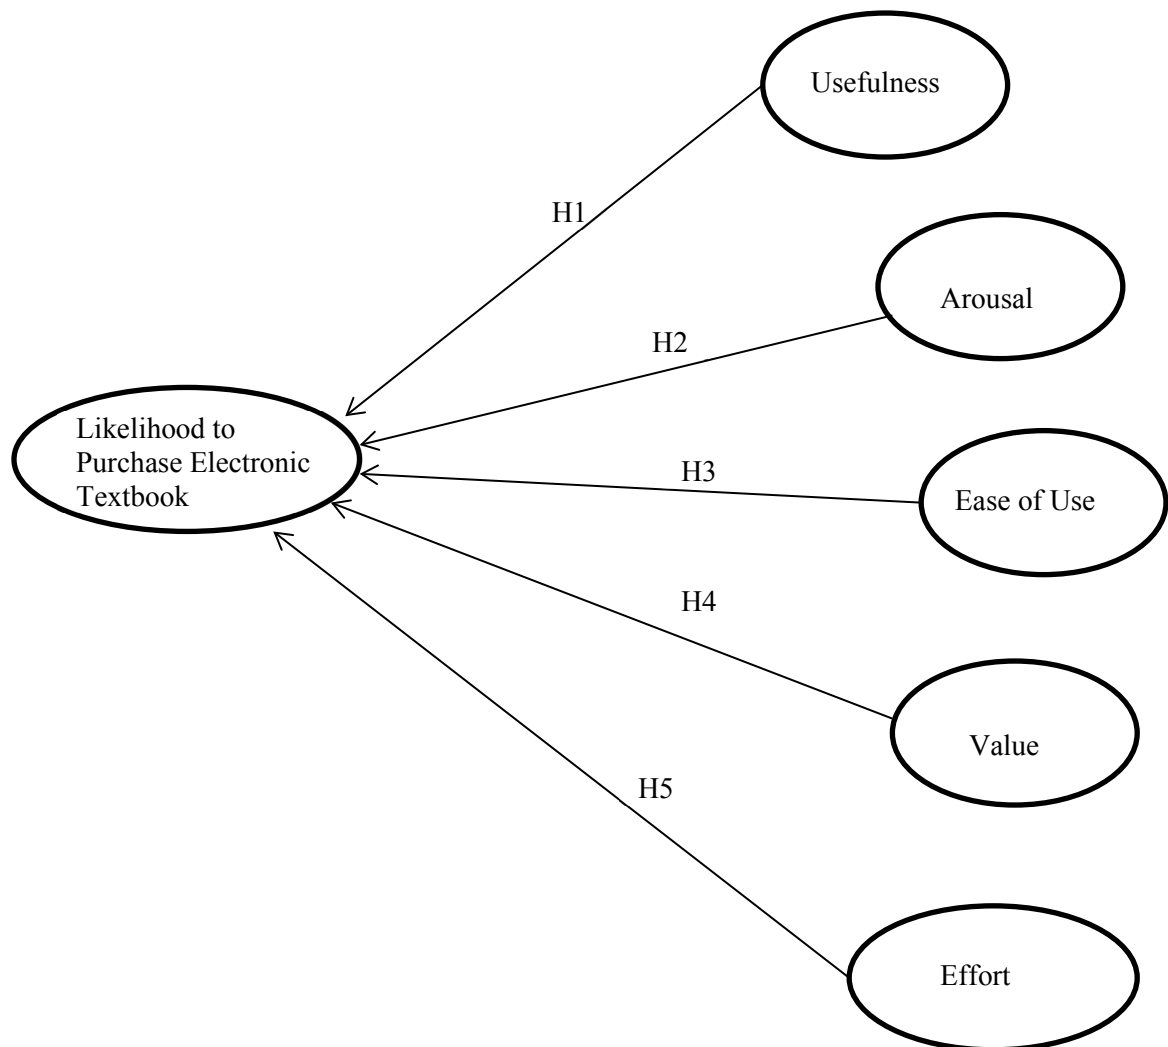 Usefulness
H1
Arousal
H2
Likelihood to
Purchase Electronic
Textbook
H3
Ease of Use
H4
Value
H5
Effort